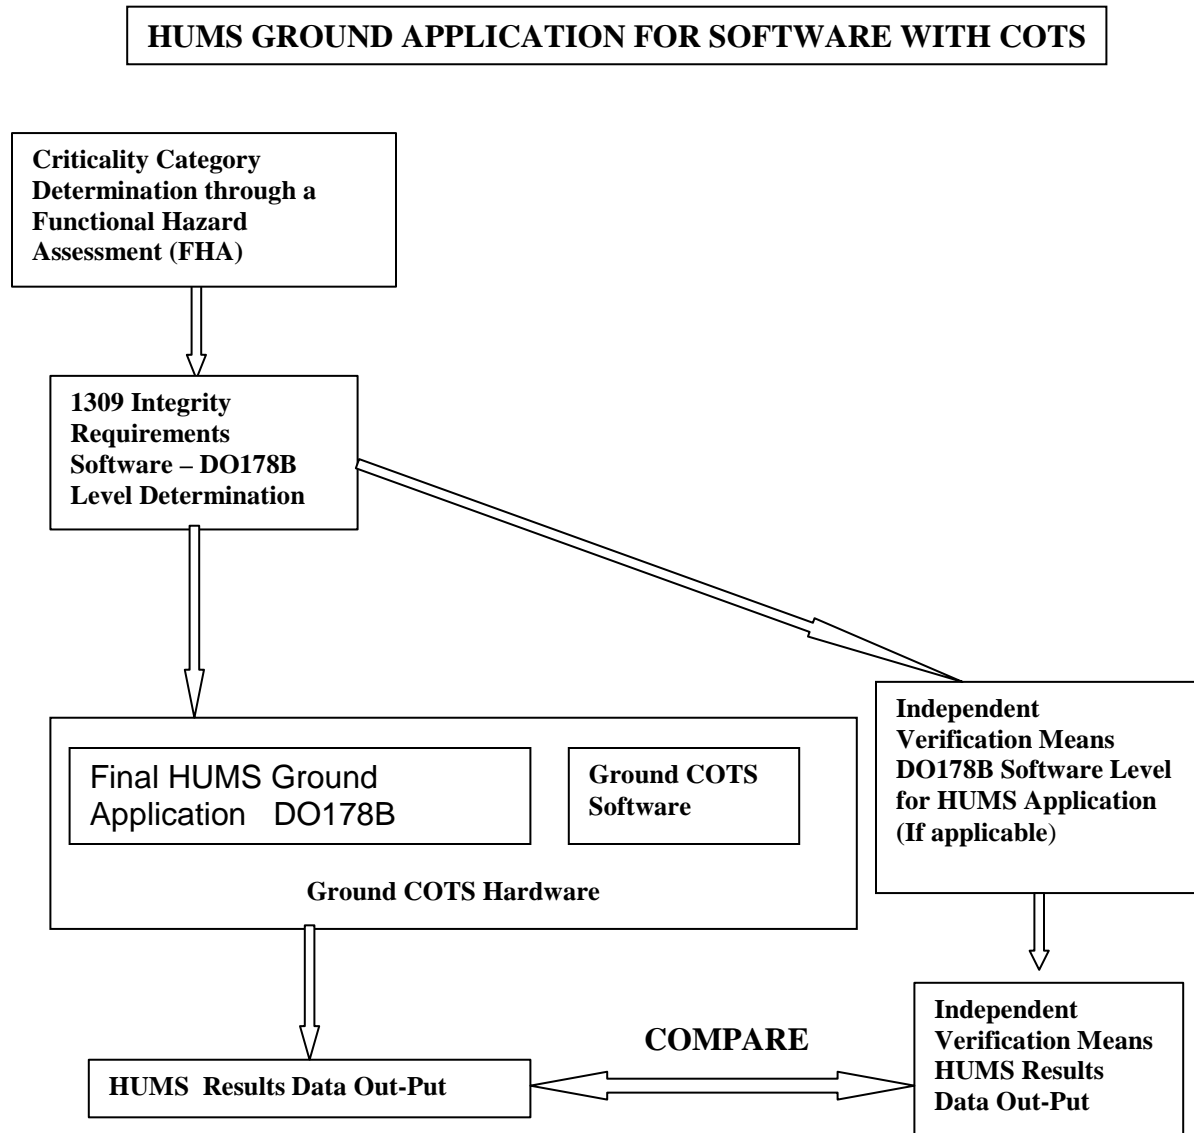 HUMS GROUND APPLICATION FOR SOFTWARE WITH COTS
Criticality Category
Determination through a
Functional Hazard
Assessment (FHA)
1309 Integrity
Requirements
Software – DO178B
Level Determination
Final HUMS Ground
Application DO178B
Ground COTS
Software
Ground COTS Hardware
Independent
Verification Means
DO178B Software Level
for HUMS Application
(If applicable)
HUMS Results Data Out-Put
COMPARE
Independent
Verification Means
HUMS Results
Data Out-Put